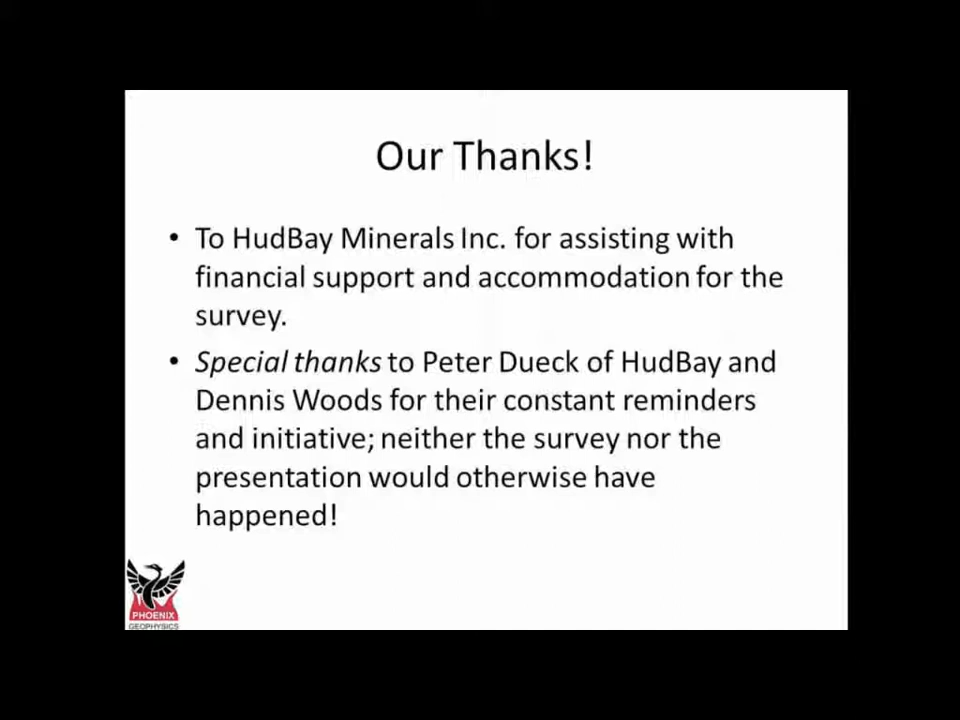 Our Thanks!
• To HudBay Minerals Inc. for assisting with
financial support and accommodation for the
survey.
• Special thanks to Peter Dueck of HudBay and
Dennis Woods for their constant reminders
and initiative; neither the survey nor the
presentation would otherwise have
happened!
PHOENIX
GEOPHYSICS